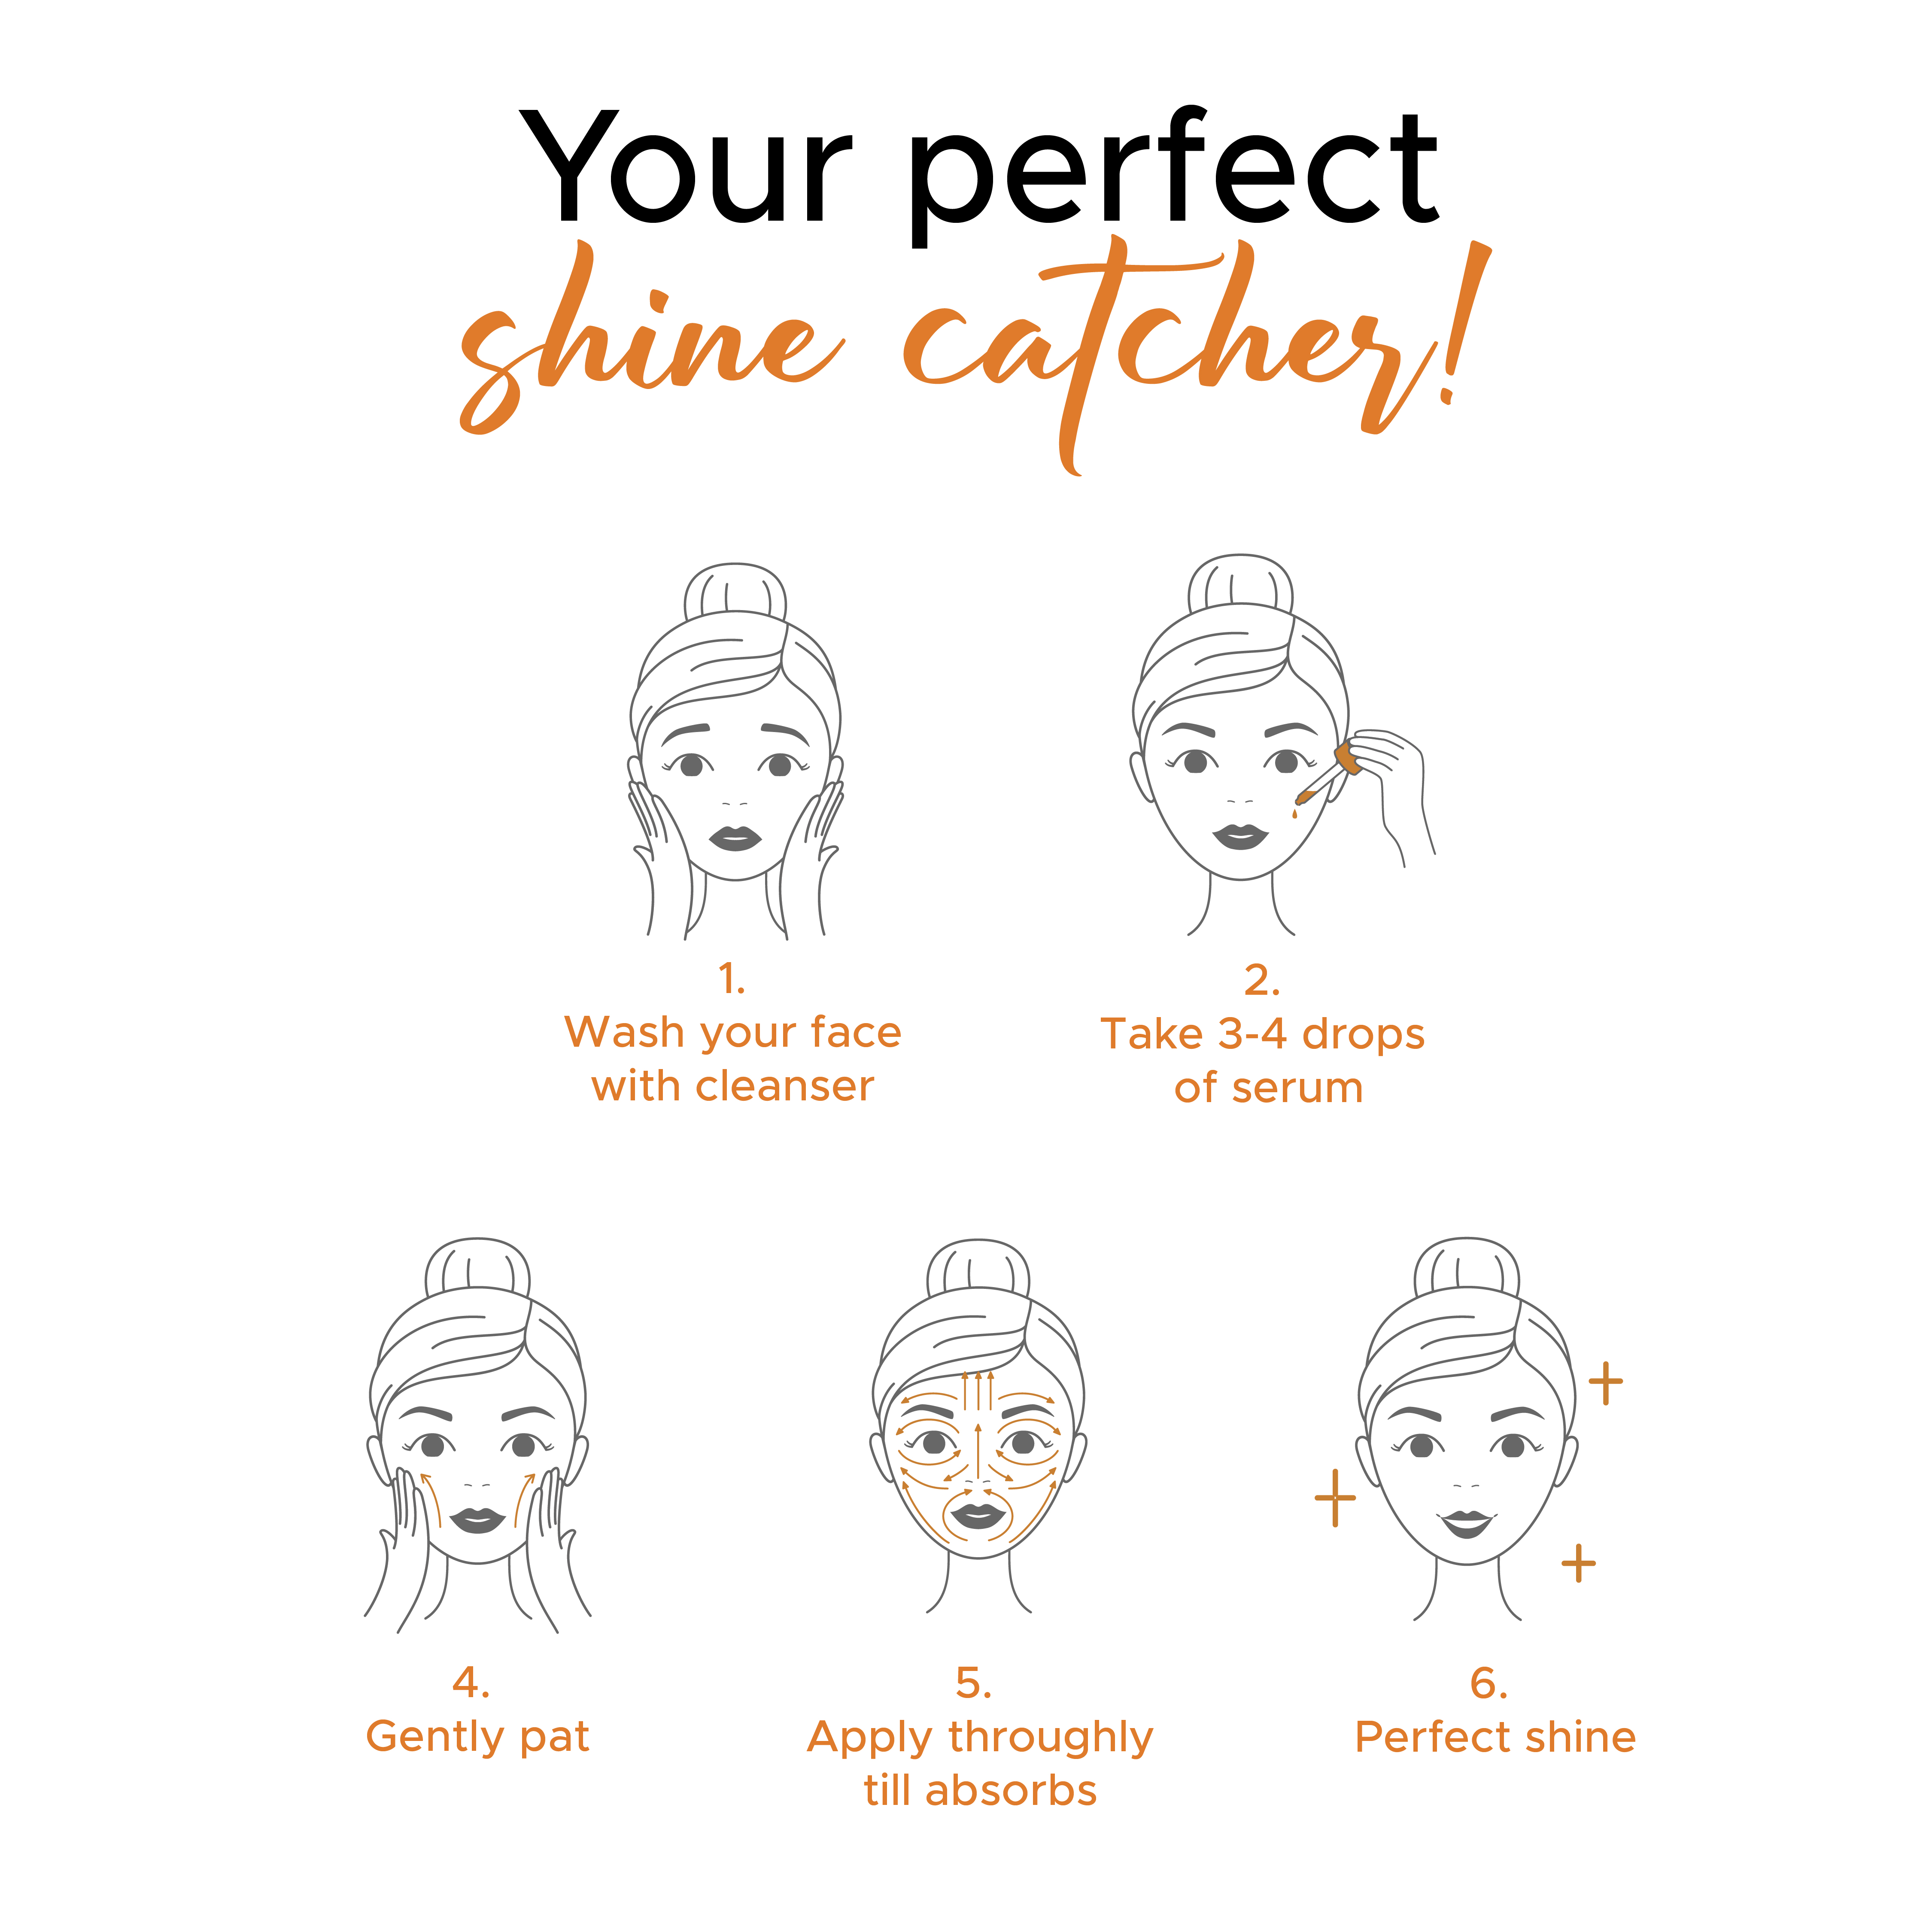 Your perfect
shine catcher!
1.
Wash your face
with cleanser
2.
Take 3-4 drops
of serum
4.
Gently pat
5.
Apply throughly
till absorbs
6.
Perfect shine